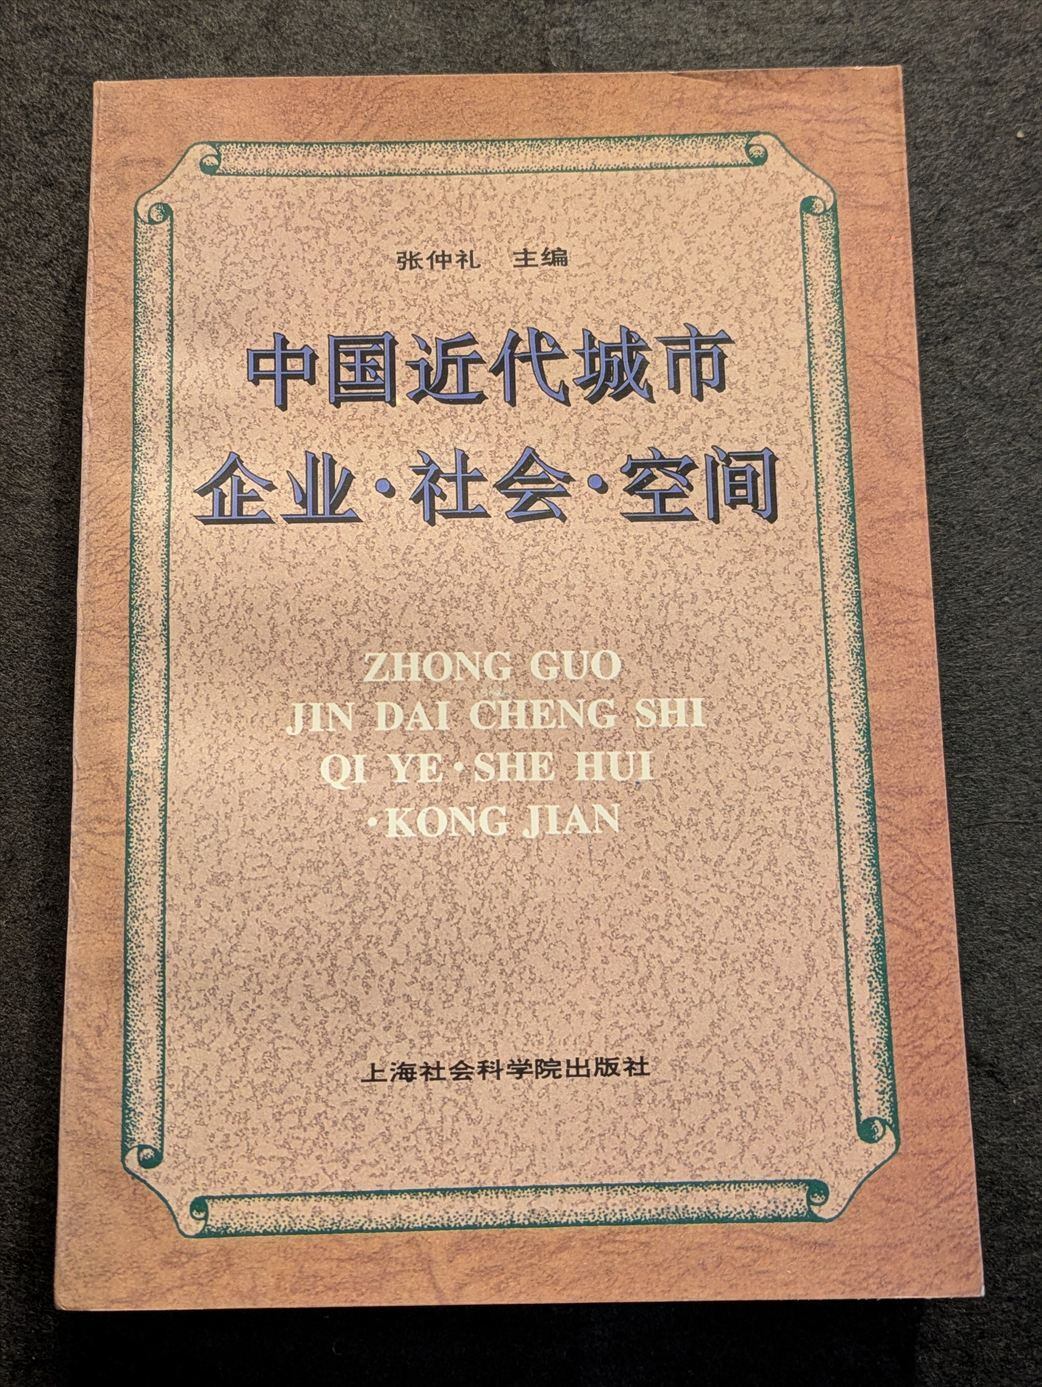 张仲礼 主编
中国近代城市
企业·社会·空间
ZHONG GUO
JIN DAI CHENG SHI
QI YE·SHE HUI
·KONG JIAN
上海社会科学院出版社